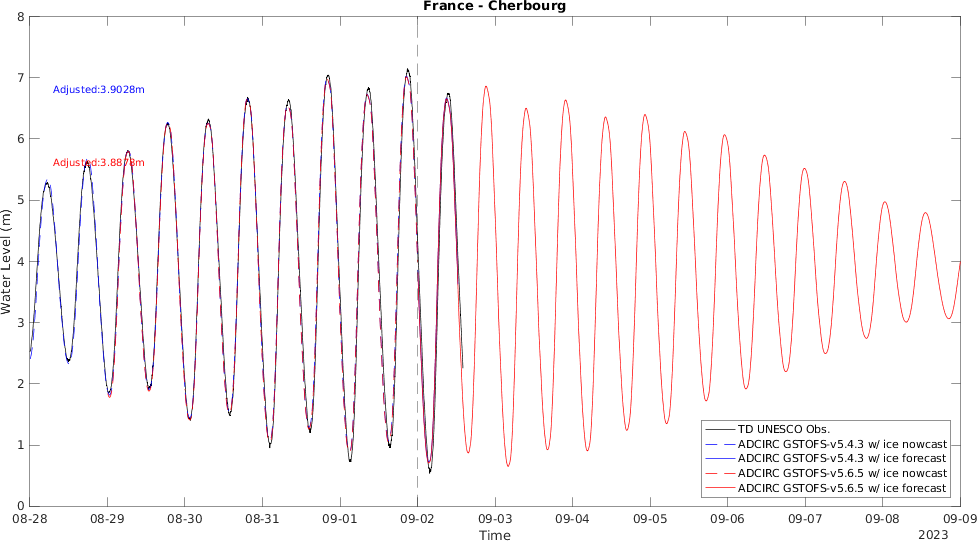 France - Cherbourg
8
7
6
5
4
3
2
1
0
Water Level (m)
Adjusted:3.9028m
Adjusted:3.8878m
TD UNESCO Obs.
ADCIRC GSTOFS-v5.4.3 w/ ice nowcast
ADCIRC GSTOFS-v5.4.3 w/ ice forecast
ADCIRC GSTOFS-v5.6.5 w/ ice nowcast
ADCIRC GSTOFS-v5.6.5 w/ ice forecast
08-28 08-29 08-30 08-31 09-01 09-02 09-03 09-04 09-05 09-06 09-07 09-08 09-09
Time
2023